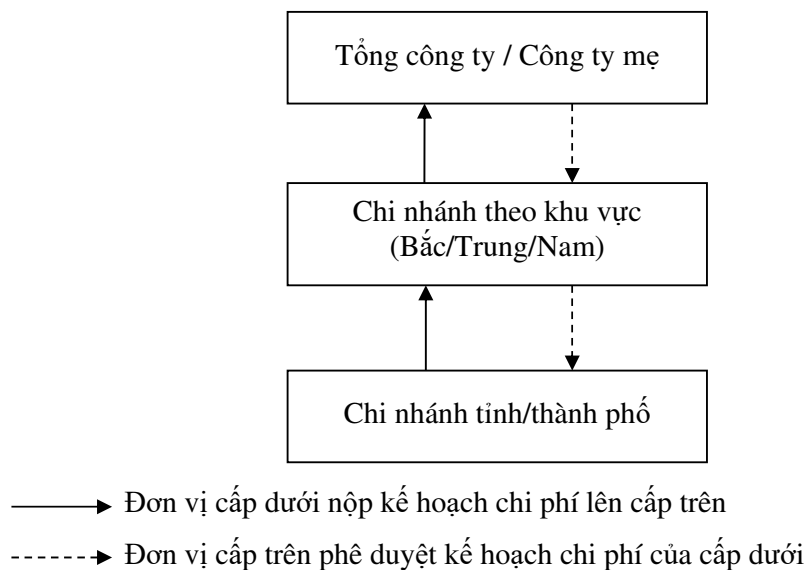 Tổng công ty / Công ty mẹ
Chi nhánh theo khu vực
(Bắc/Trung/Nam)
Chi nhánh tỉnh/thành phố
Đơn vị cấp dưới nộp kế hoạch chi phí lên cấp trên
Đơn vị cấp trên phê duyệt kế hoạch chi phí của cấp dưới